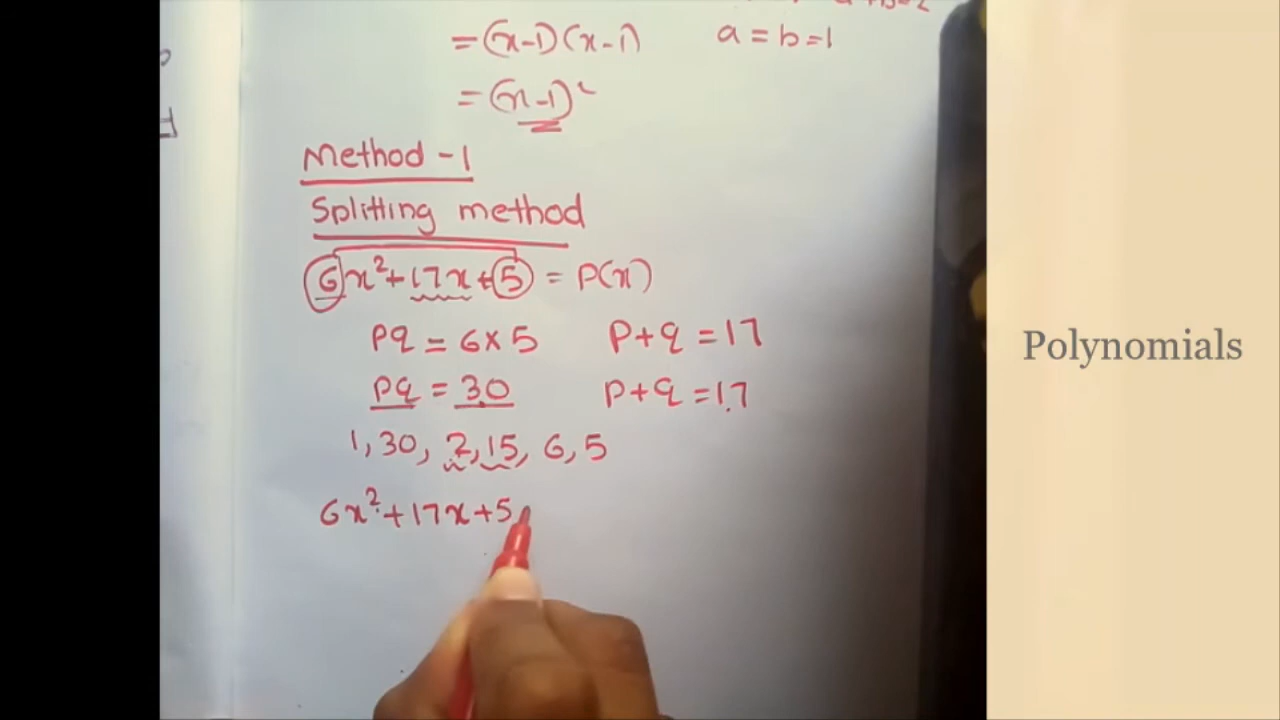 = (x-1)(x-1) a = b = 1
= (x-1)²
Method - 1
Splitting method
6x²+17x+5 = P(x)
pq = 6×5 p+q = 17
pq = 30 p+q = 17
1, 30, 2, 15, 6, 5
6x²+17x+5
Polynomials